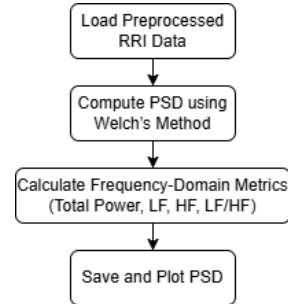 Load Preprocessed
RRI Data
Compute PSD using
Welch's Method
Calculate Frequency-Domain Metrics
(Total Power, LF, HF, LF/HF)
Save and Plot PSD